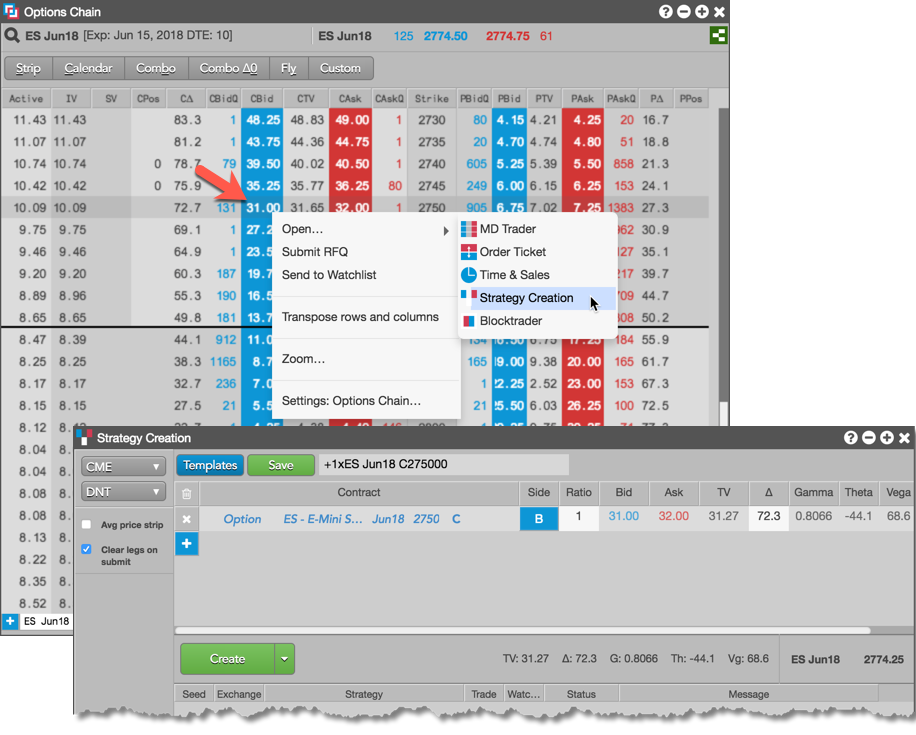 Options Chain
ES Jun18 [Exp: Jun 15, 2018 DTE: 10] ES Jun18 125 2774.50 2774.75 61
Strip Calendar Combo Combo Δ0 Fly Custom
Active IV SV CPos CΔ CBidQ CBid CTV CAsk CAskQ Strike PBidQ PBid PTV PAsk PAskQ PΔ PPos
11.43 11.43 83.3 1 48.25 48.83 49.00 1 2730 80 4.15 4.21 4.25 20 16.7
11.07 11.07 81.2 1 43.75 44.36 44.75 1 2735 20 4.70 4.74 4.80 51 18.8
10.74 10.74 0 78.7 79 39.50 40.02 40.50 1 2740 605 5.25 5.39 5.50 858 21.3
10.42 10.42 0 75.9 35.25 35.77 36.25 80 2745 249 6.00 6.15 6.25 153 24.1
10.09 10.09 72.7 131 31.00 31.65 32.00 1 2750 905 6.75 7.02 7.25 1383 27.3
9.75 9.75 69.1 1 27.2 30.9
9.46 9.46 64.9 1 23.5 35.1
9.20 9.20 60.3 187 19.7 39.7
8.89 8.96 55.3 190 16.5 44.7
8.65 8.65 49.8 181 13.7 50.2
8.47 8.39 44.1 912 11.0 184 55.9
8.25 8.25 38.3 1165 8.7 165 19.00 9.38 20.00 165 61.7
8.17 8.17 32.7 236 7.0 1 2.52 23.00 153 67.3
8.15 8.15 27.5 21 5.5 21 6.03 26.25 100 72.5
8.12
8.04
8.04
8.08
8.08
8.13
8.22
8.35
8.52
ES Jun18
Open...
Submit RFQ
Send to Watchlist
Transpose rows and columns
Zoom...
Settings: Options Chain...
MD Trader
Order Ticket
Time & Sales
Strategy Creation
Blocktrader
Strategy Creation
CME Templates Save +1xES Jun18 C275000
DNT
Avg price strip
Clear legs on
submit
Contract Side Ratio Bid Ask TV Δ Gamma Theta Vega
Option ES - E-Mini S... Jun18 2750 C B 1 31.00 32.00 31.27 72.3 0.8066 -44.1 68.6
Create TV: 31.27 Δ: 72.3 G: 0.8066 Th: -44.1 Vg: 68.6 ES Jun18 2774.25
Seed Exchange Strategy Trade Watc... Status Message